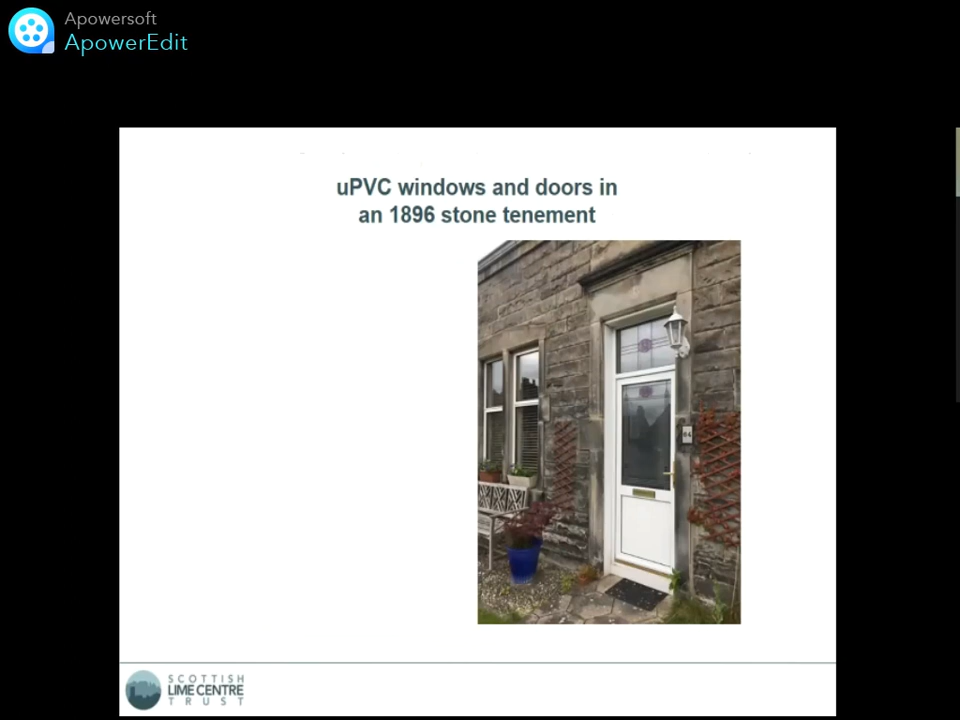 Apowersoft
ApowerEdit
uPVC windows and doors in
an 1896 stone tenement
SCOTTISH
LIME CENTRE
TRUST